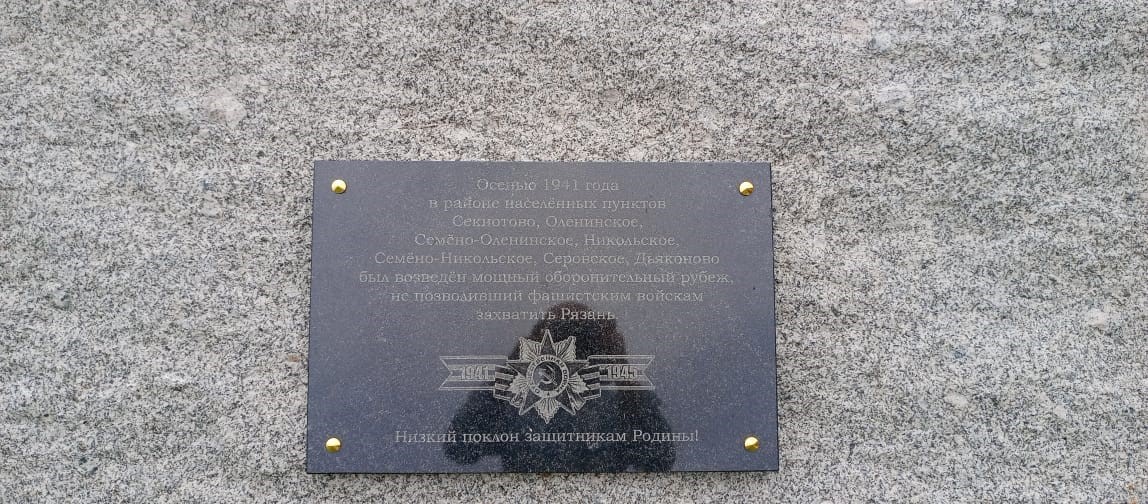 Осенью 1941 года
в районе населённых пунктов
Секиотово, Оленинское,
Семёно-Оленинское, Никольское,
Семёно-Никольское, Серовское, Дьяконово
был возведён мощный оборонительный рубеж,
не позволивший фашистским войскам
захватить Рязань.
1941 1945
Низкий поклон защитникам Родины!